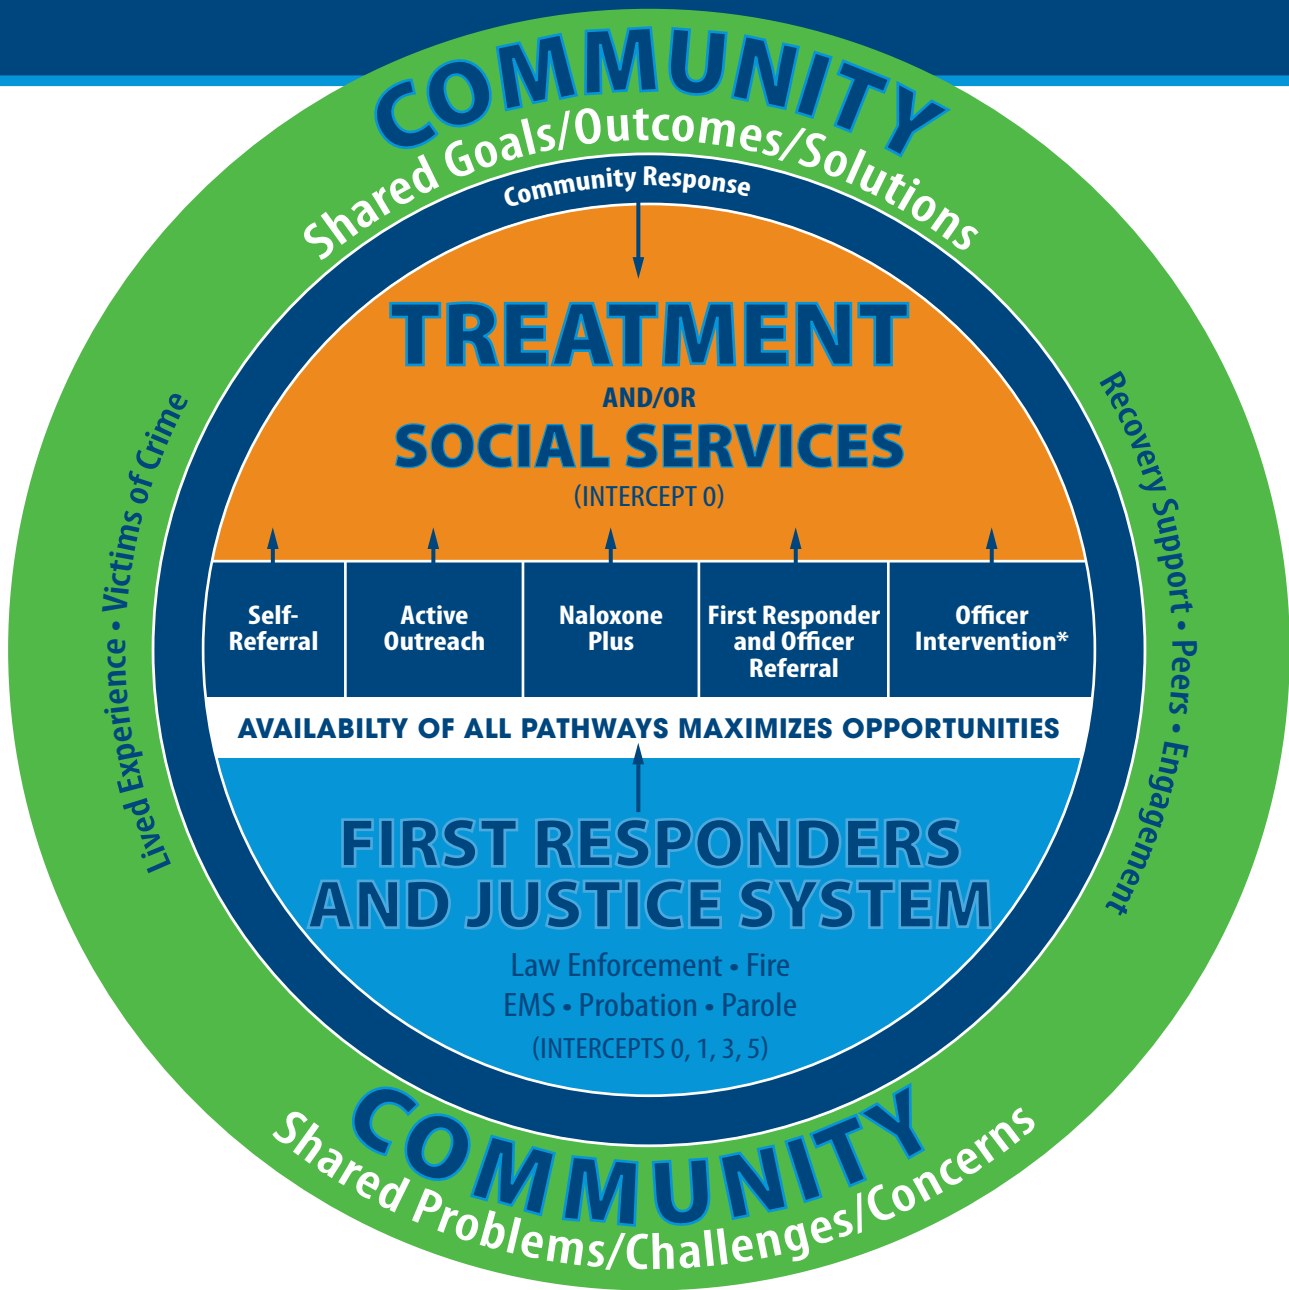 COMMUNITY
Shared Goals/Outcomes/Solutions
Community Response
TREATMENT
AND/OR
SOCIAL SERVICES
(INTERCEPT 0)
Lived Experience • Victims of Crime
Recovery Support • Peers • Engagement
Self-
Referral
Active
Outreach
Naloxone
Plus
First Responder
and Officer
Referral
Officer
Intervention*
AVAILABILTY OF ALL PATHWAYS MAXIMIZES OPPORTUNITIES
FIRST RESPONDERS
AND JUSTICE SYSTEM
Law Enforcement • Fire
EMS • Probation • Parole
(INTERCEPTS 0, 1, 3, 5)
COMMUNITY
Shared Problems/Challenges/Concerns